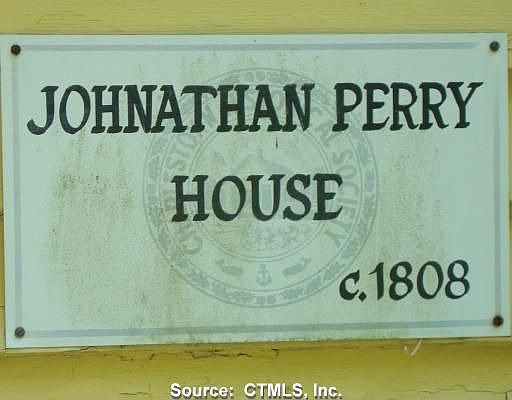 JOHNATHAN PERRY
HOUSE
c.1808
Source: CTMLS, Inc.